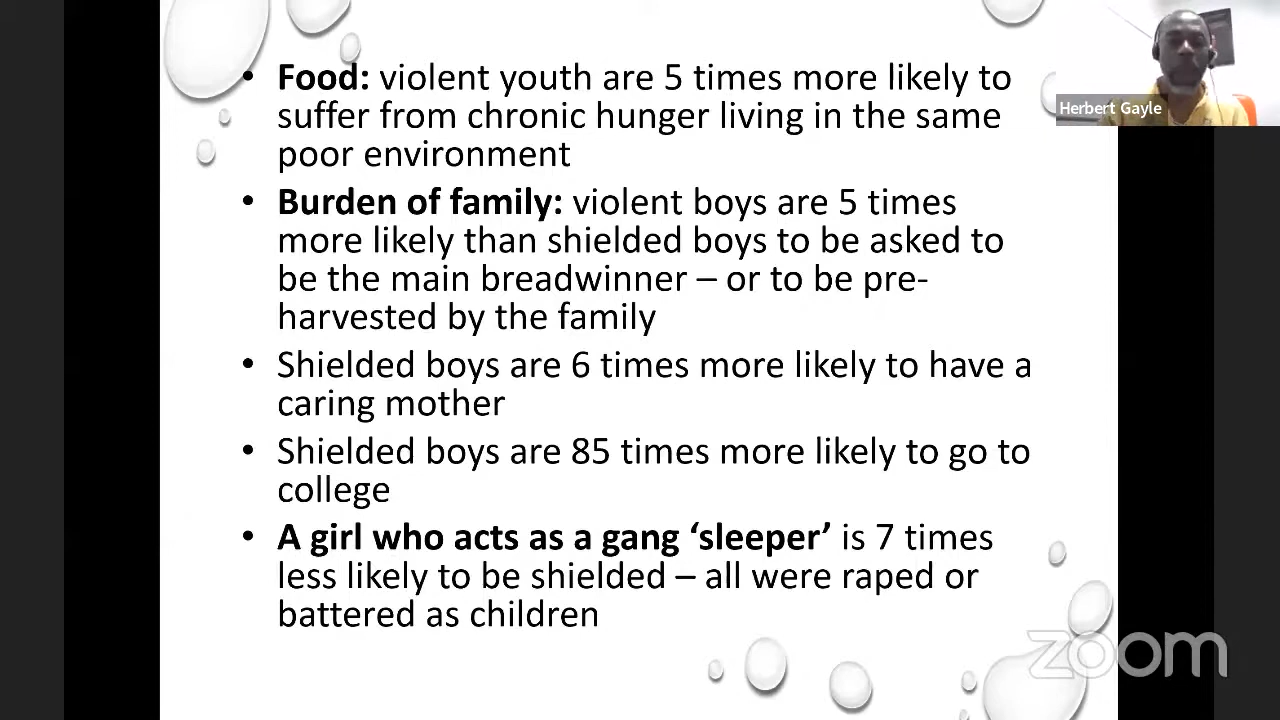 • Food: violent youth are 5 times more likely to
suffer from chronic hunger living in the same
poor environment
• Burden of family: violent boys are 5 times
more likely than shielded boys to be asked to
be the main breadwinner – or to be pre-
harvested by the family
• Shielded boys are 6 times more likely to have a
caring mother
• Shielded boys are 85 times more likely to go to
college
• A girl who acts as a gang ‘sleeper’ is 7 times
less likely to be shielded – all were raped or
battered as children
Herbert Gayle
zoom